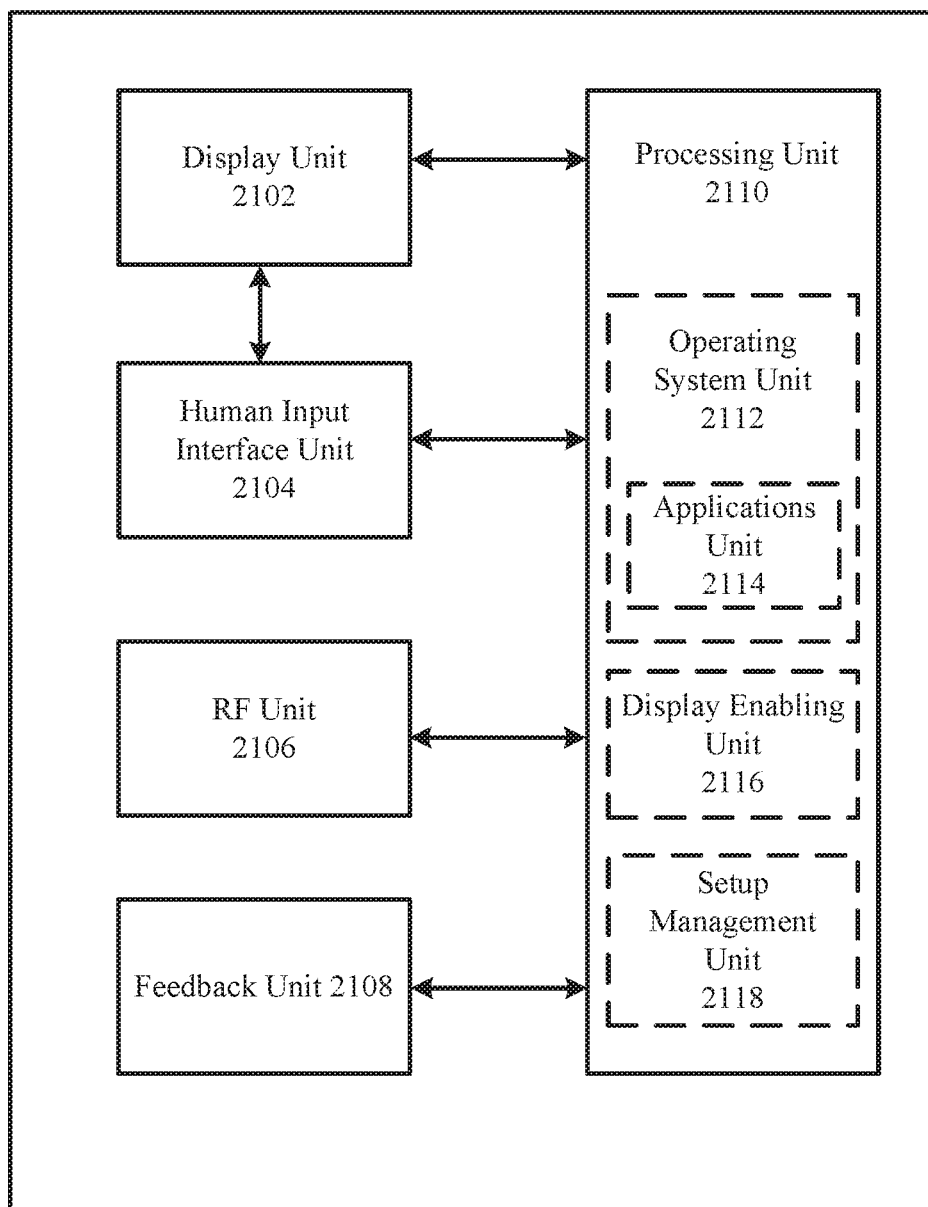 Display Unit
2102
Human Input
Interface Unit
2104
RF Unit
2106
Feedback Unit 2108
Processing Unit
2110
Operating
System Unit
2112
Applications
Unit
2114
Display Enabling
Unit
2116
Setup
Management
Unit
2118